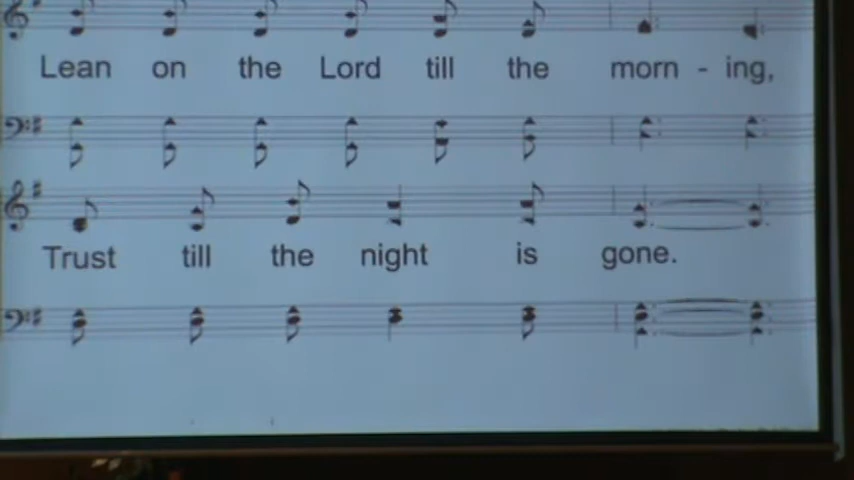 Lean on the Lord till the morn - ing,
Trust till the night is gone.